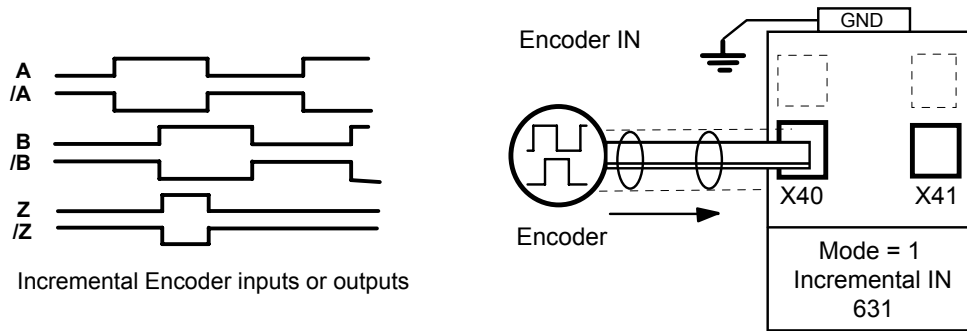 A
/A
B
/B
Z
/Z
Incremental Encoder inputs or outputs
Encoder IN
GND
Encoder
X40
X41
Mode = 1
Incremental IN
631